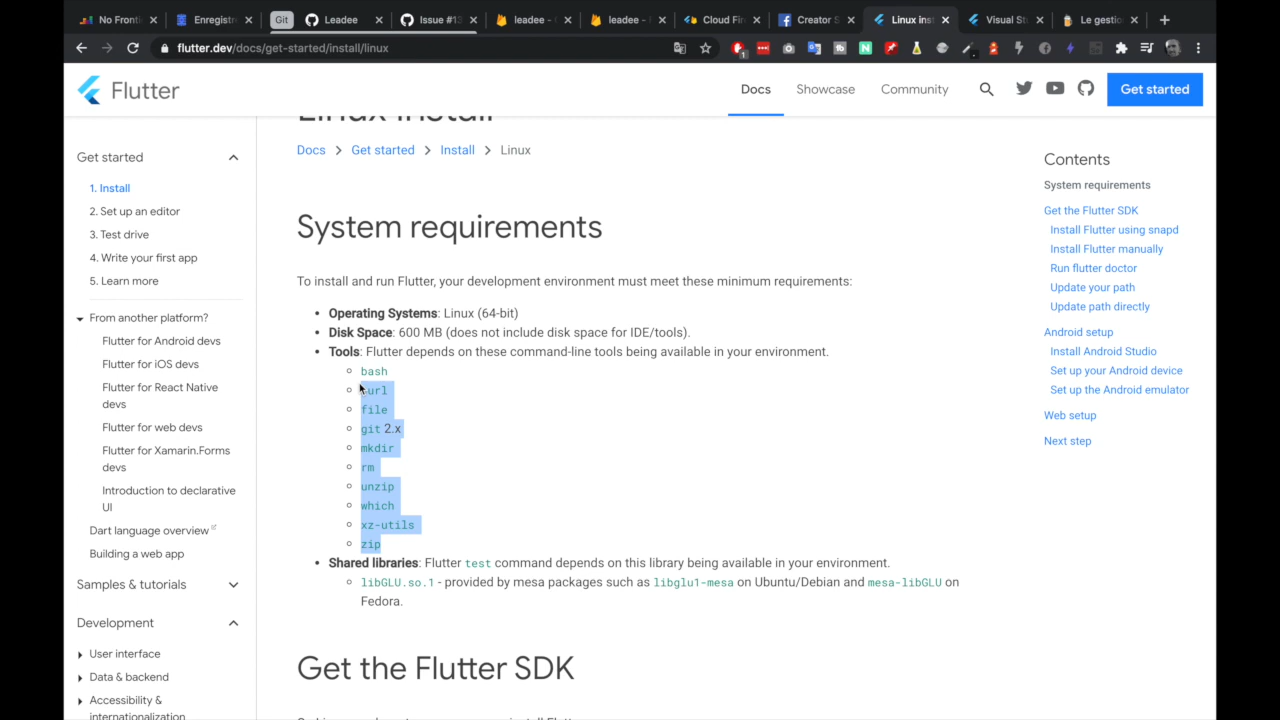 No Fronti
Enregistr
Git
Leadee
Issue #13
leadee - 
leadee - 
Cloud Fir
Creator S
Linux inst
Visual Stu
Le gestio
flutter.dev/docs/get-started/install/linux
Flutter
Docs
Showcase
Community
Get started
Linux install
Docs > Get started > Install > Linux
Get started
1. Install
2. Set up an editor
3. Test drive
4. Write your first app
5. Learn more
From another platform?
Flutter for Android devs
Flutter for iOS devs
Flutter for React Native
devs
Flutter for web devs
Flutter for Xamarin.Forms
devs
Introduction to declarative
UI
Dart language overview
Building a web app
Samples & tutorials
Development
User interface
Data & backend
Accessibility &
internationalization
System requirements
To install and run Flutter, your development environment must meet these minimum requirements:
• Operating Systems: Linux (64-bit)
• Disk Space: 600 MB (does not include disk space for IDE/tools).
• Tools: Flutter depends on these command-line tools being available in your environment.
bash
curl
file
git 2.x
mkdir
rm
unzip
which
xz-utils
zip
• Shared libraries: Flutter test command depends on this library being available in your environment.
libGLU.so.1 - provided by mesa packages such as libglu1-mesa on Ubuntu/Debian and mesa-libGLU on
Fedora.
Get the Flutter SDK
Contents
System requirements
Get the Flutter SDK
Install Flutter using snapd
Install Flutter manually
Run flutter doctor
Update your path
Update path directly
Android setup
Install Android Studio
Set up your Android device
Set up the Android emulator
Web setup
Next step